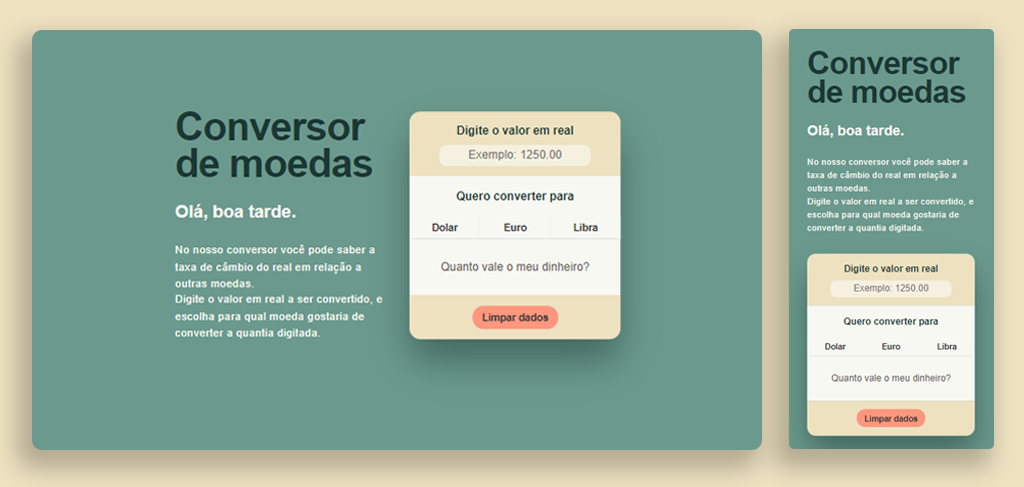 Conversor
de moedas
Olá, boa tarde.
No nosso conversor você pode saber a
taxa de câmbio do real em relação a
outras moedas.
Digite o valor em real a ser convertido, e
escolha para qual moeda gostaria de
converter a quantia digitada.
Digite o valor em real
Exemplo: 1250.00
Quero converter para
Dolar Euro Libra
Quanto vale o meu dinheiro?
Limpar dados
Conversor
de moedas
Olá, boa tarde.
No nosso conversor você pode saber a
taxa de câmbio do real em relação a
outras moedas.
Digite o valor em real a ser convertido, e
escolha para qual moeda gostaria de
converter a quantia digitada.
Digite o valor em real
Exemplo: 1250.00
Quero converter para
Dolar Euro Libra
Quanto vale o meu dinheiro?
Limpar dados